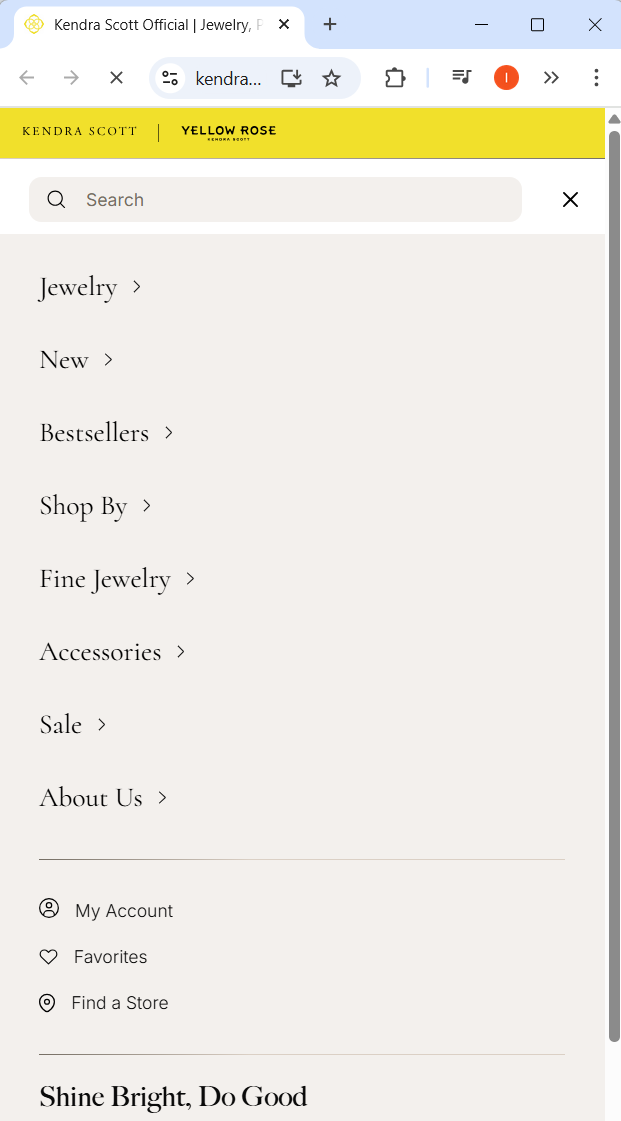 Kendra Scott Official | Jewelry,
kendra...
I
KENDRA SCOTT
YELLOW ROSE
KENDRA SCOTT
Search
Jewelry
New
Bestsellers
Shop By
Fine Jewelry
Accessories
Sale
About Us
My Account
Favorites
Find a Store
Shine Bright, Do Good